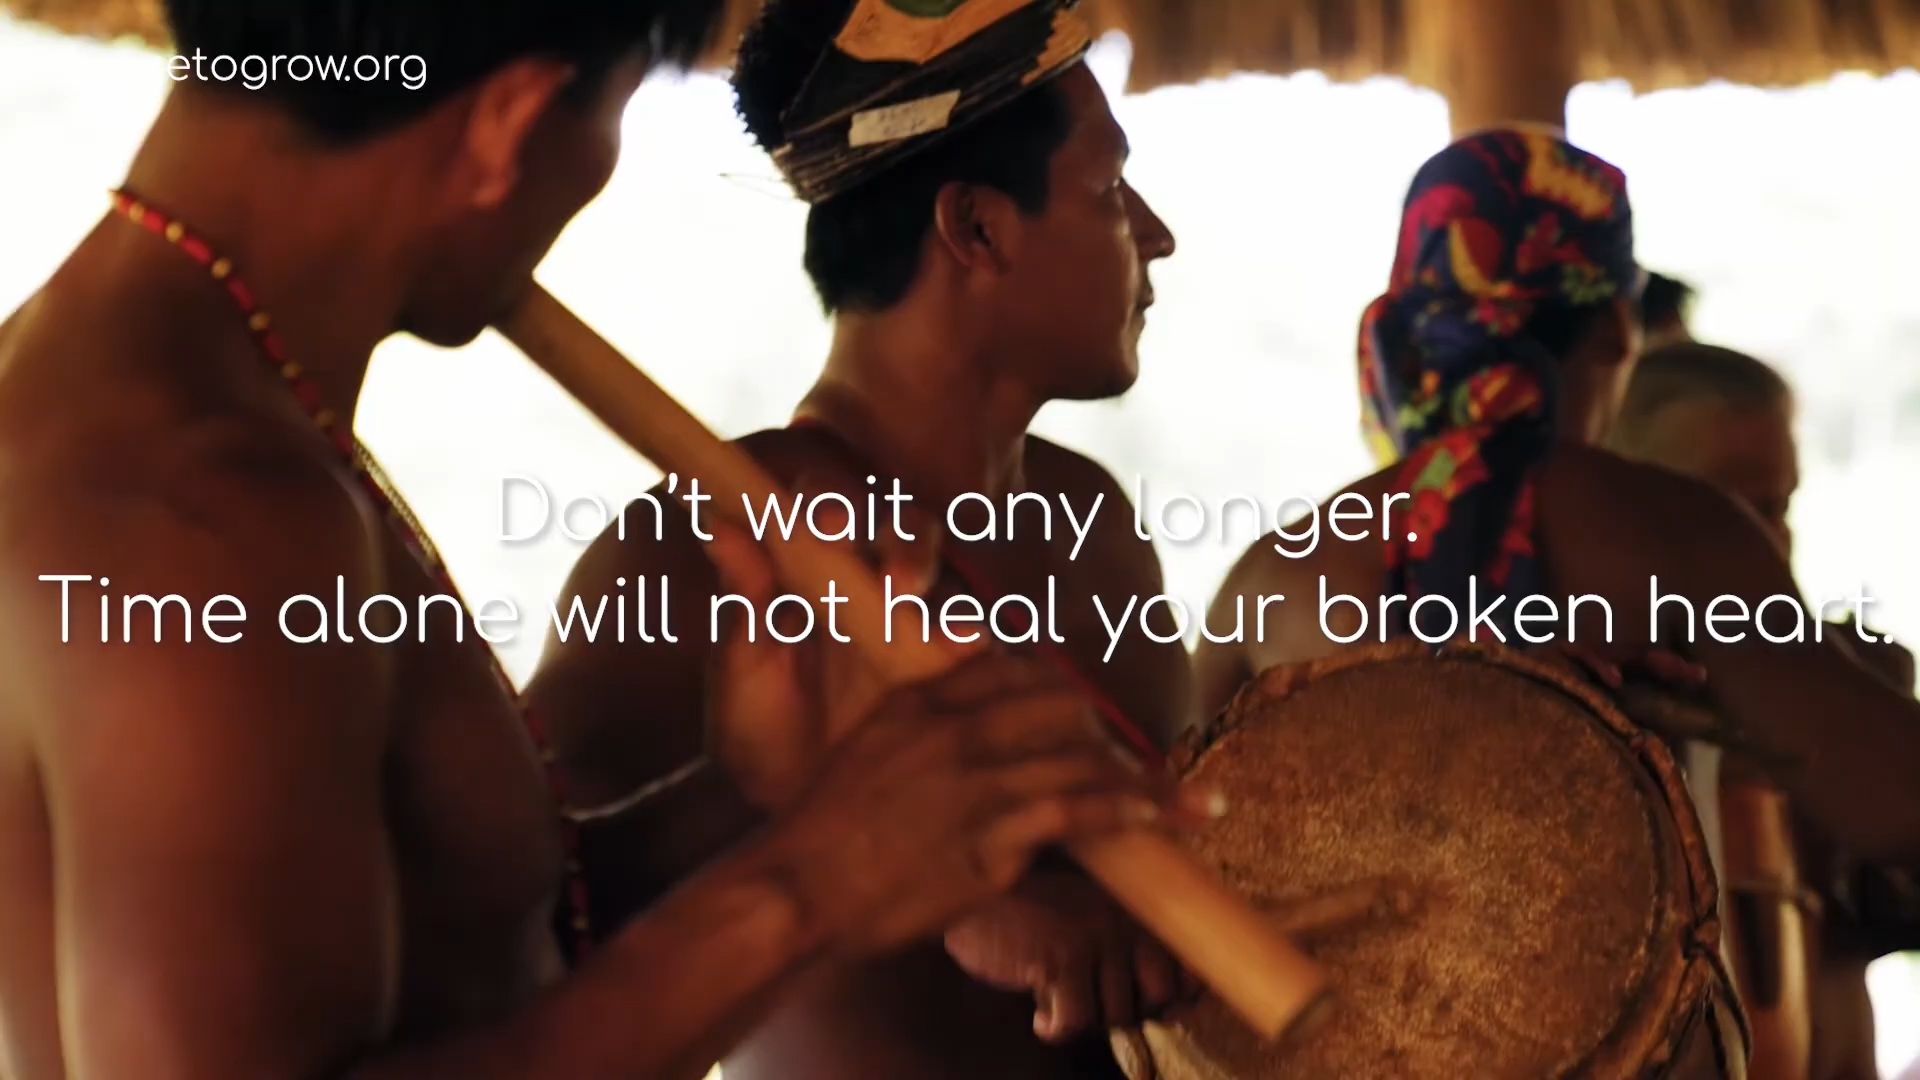 etogrow.org
Don't wait any longer.
Time alone will not heal your broken heart.